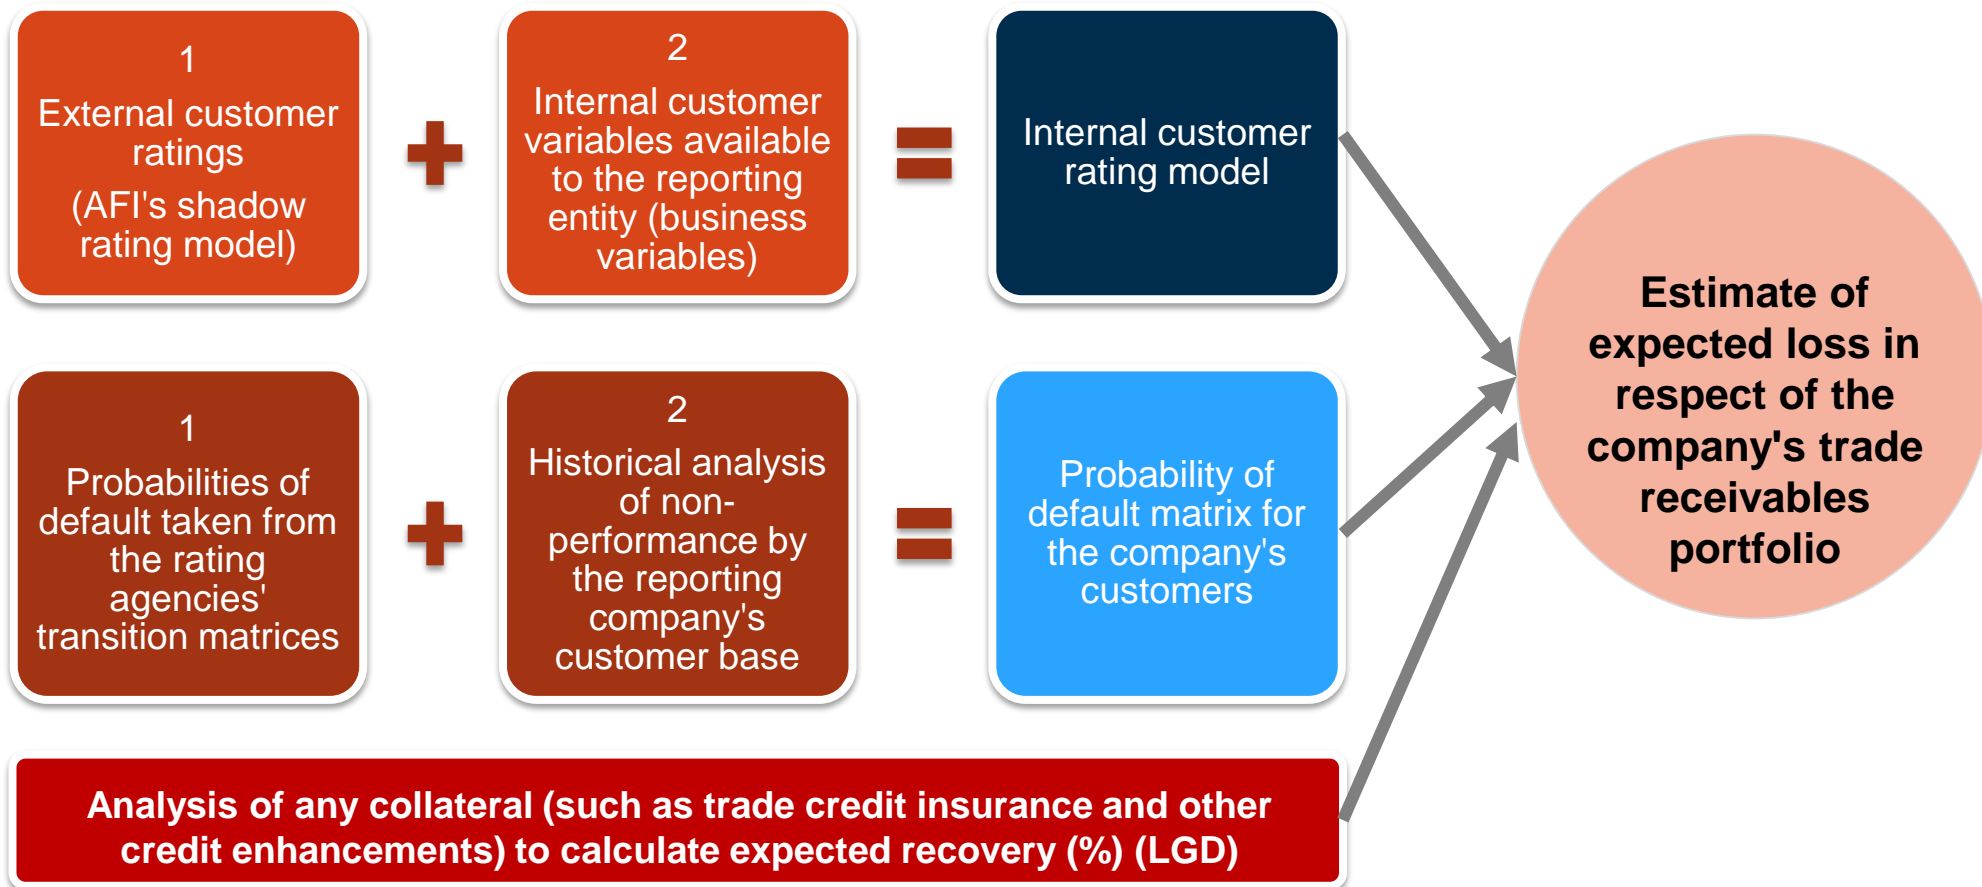 1
External customer
ratings
(AFI's shadow
rating model)
2
Internal customer
variables available
to the reporting
entity (business
variables)
Internal customer
rating model
1
Probabilities of
default taken from
the rating
agencies'
transition matrices
2
Historical analysis
of non-
performance by
the reporting
company's
customer base
Probability of
default matrix for
the company's
customers
Analysis of any collateral (such as trade credit insurance and other
credit enhancements) to calculate expected recovery (%) (LGD)
Estimate of
expected loss in
respect of the
company's trade
receivables
portfolio